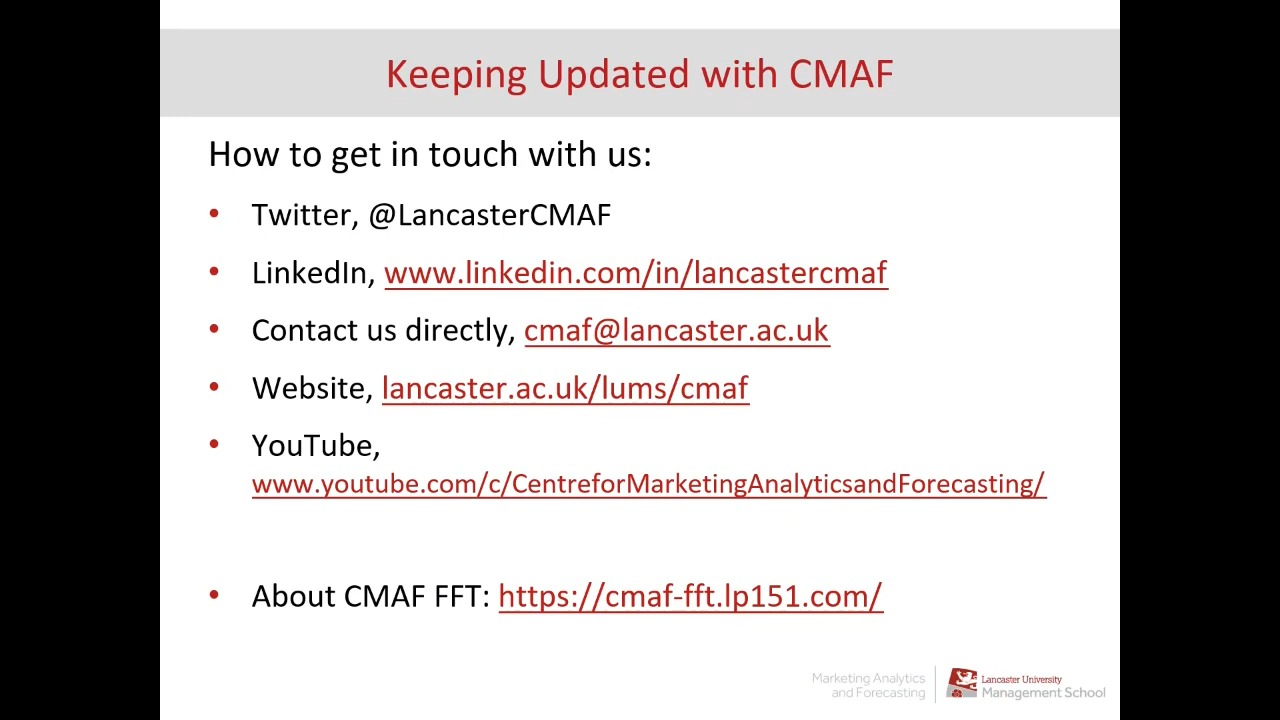 Keeping Updated with CMAF
How to get in touch with us:
• Twitter, @LancasterCMAF
• LinkedIn, www.linkedin.com/in/lancastercmaf
• Contact us directly, cmaf@lancaster.ac.uk
• Website, lancaster.ac.uk/lums/cmaf
• YouTube,
www.youtube.com/c/CentreforMarketingAnalyticsandForecasting/
• About CMAF FFT: https://cmaf-fft.lp151.com/
Marketing Analytics
and Forecasting
Lancaster University
Management School